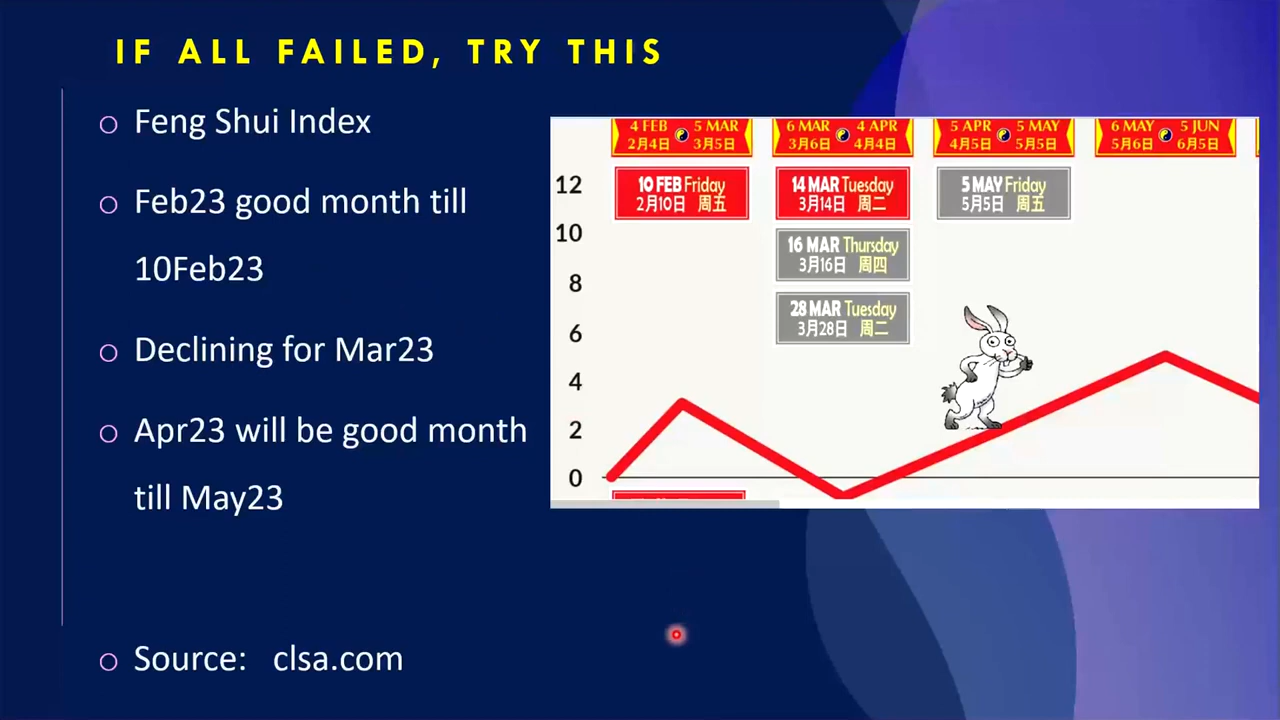 IF ALL FAILED, TRY THIS
Feng Shui Index
Feb23 good month till
10Feb23
Declining for Mar23
Apr23 will be good month
till May23
Source: clsa.com
4 FEB 5 MAR
2月4日 3月5日
6 MAR 4 APR
3月6日 4月4日
5 APR 5 MAY
4月5日 5月5日
6 MAY 5 JUN
5月6日 6月5日
10 FEB Friday
2月10日 周五
14 MAR Tuesday
3月14日 周二
5 MAY Friday
5月5日 周五
16 MAR Thursday
3月16日 周四
28 MAR Tuesday
3月28日 周二
12
10
8
6
4
2
0